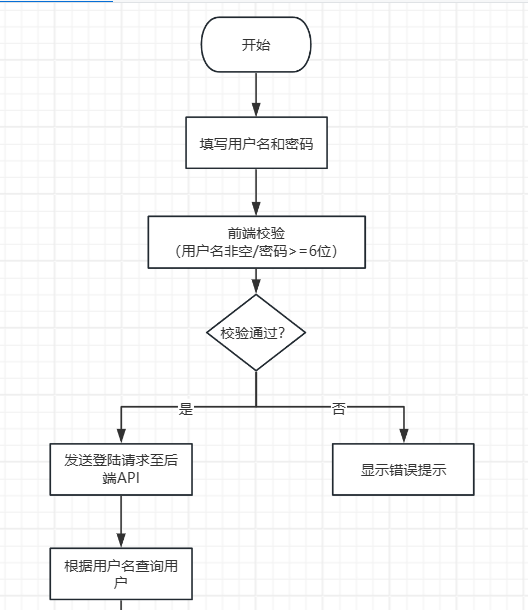 开始
填写用户名和密码
前端校验
（用户名非空/密码>=6位）
校验通过？
是
否
发送登陆请求至后
端API
显示错误提示
根据用户名查询用
户